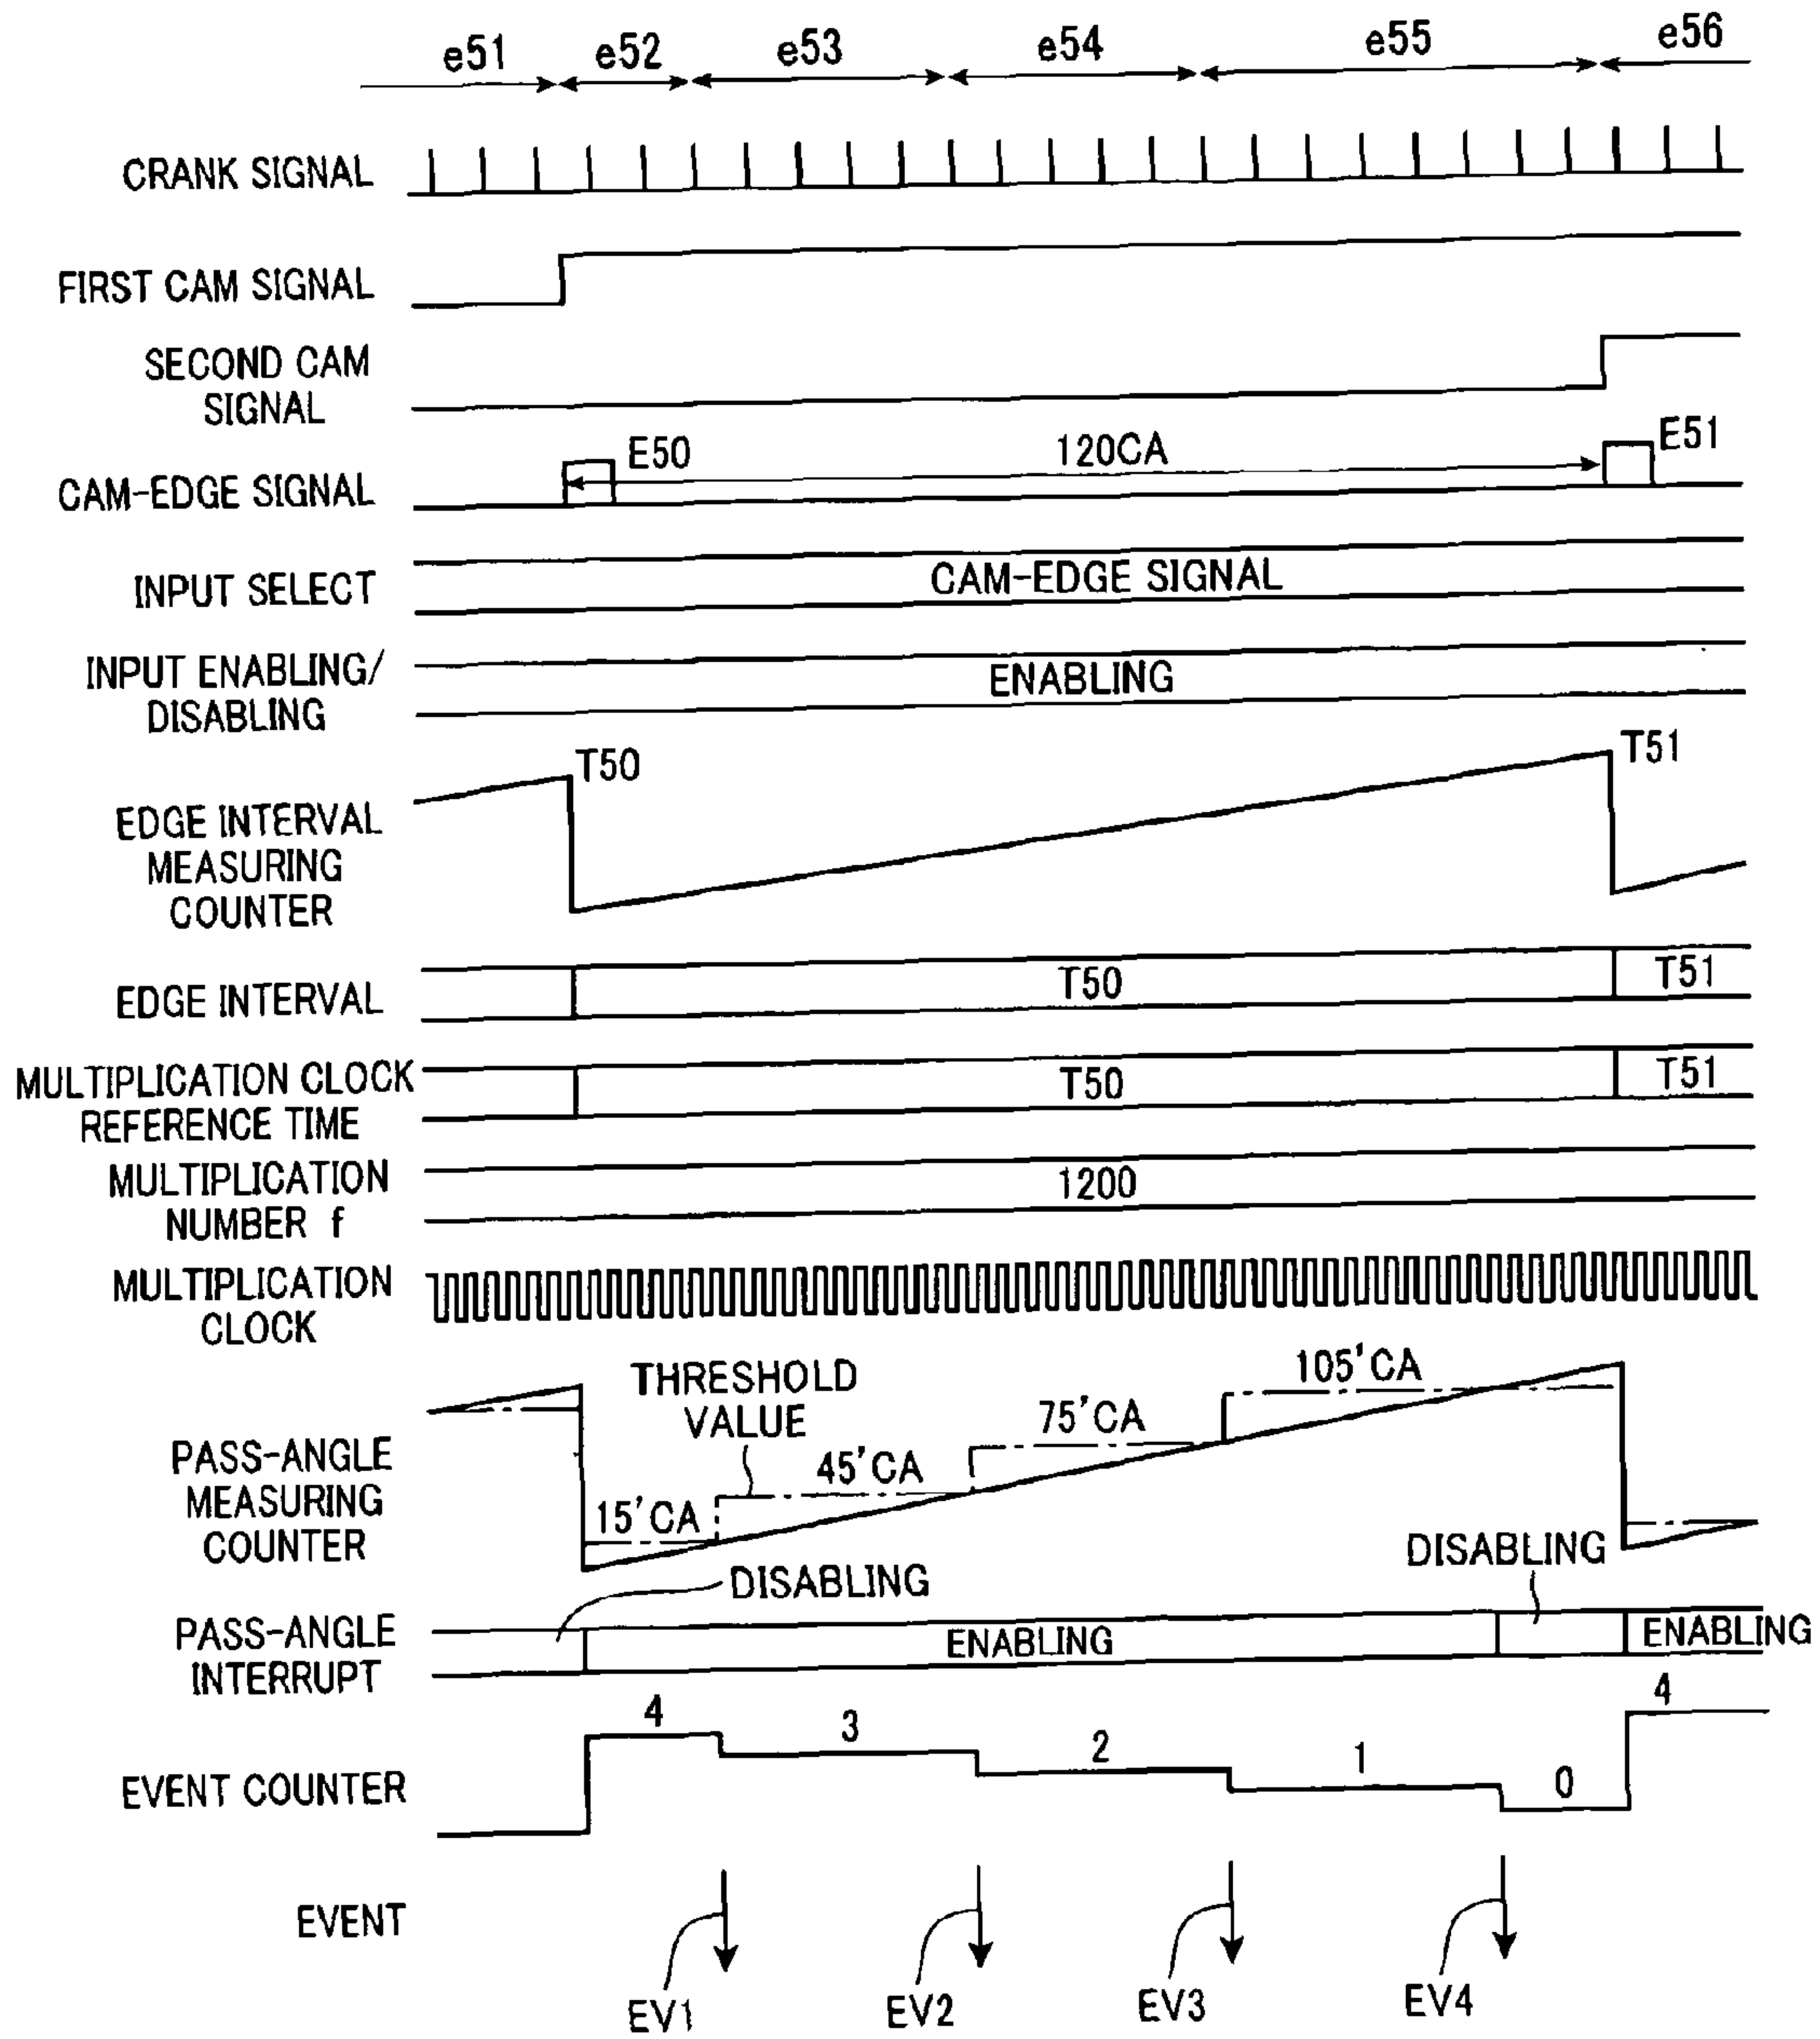 e51 e52 e53 e54 e55 e56
CRANK SIGNAL
FIRST CAM SIGNAL
SECOND CAM
SIGNAL
E50 120CA E51
CAM-EDGE SIGNAL
INPUT SELECT CAM-EDGE SIGNAL
INPUT ENABLING/
DISABLING
ENABLING
T50 T51
EDGE INTERVAL
MEASURING
COUNTER
EDGE INTERVAL T50 T51
MULTIPLICATION CLOCK
REFERENCE TIME
T50 T51
MULTIPLICATION
NUMBER f
1200
MULTIPLICATION
CLOCK
THRESHOLD
VALUE
15'CA 45'CA 75'CA 105'CA
PASS-ANGLE
MEASURING
COUNTER
DISABLING DISABLING
PASS-ANGLE
INTERRUPT
ENABLING ENABLING
4 3 2 1 0 4
EVENT COUNTER
EVENT
EV1 EV2 EV3 EV4